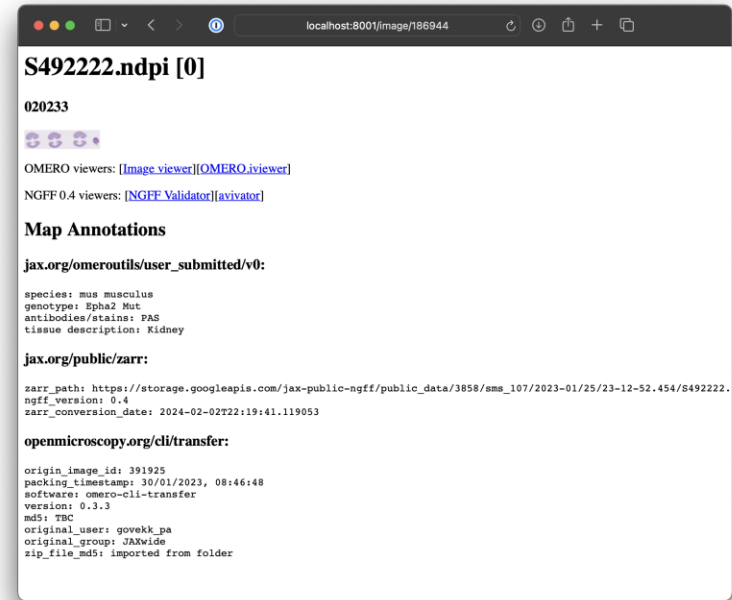 localhost:8001/image/186944
S492222.ndpi [0]
020233
OMERO viewers: [Image viewer][OMERO.iviewer]
NGFF 0.4 viewers: [NGFF Validator][avivator]
Map Annotations
jax.org/omeroutils/user_submitted/v0:
species: mus musculus
genotype: Epha2 Mut
antibodies/stains: PAS
tissue description: Kidney
jax.org/public/zarr:
zarr_path: https://storage.googleapis.com/jax-public-ngff/public_data/3858/sms_107/2023-01/25/23-12-52.454/S492222.
ngff_version: 0.4
zarr_conversion_date: 2024-02-02T22:19:41.119053
openmicroscopy.org/cli/transfer:
origin_image_id: 391925
packing_timestamp: 30/01/2023, 08:46:48
software: omero-cli-transfer
version: 0.3.3
md5: TBC
original_user: govekk_pa
original_group: JAXwide
zip_file_md5: imported from folder